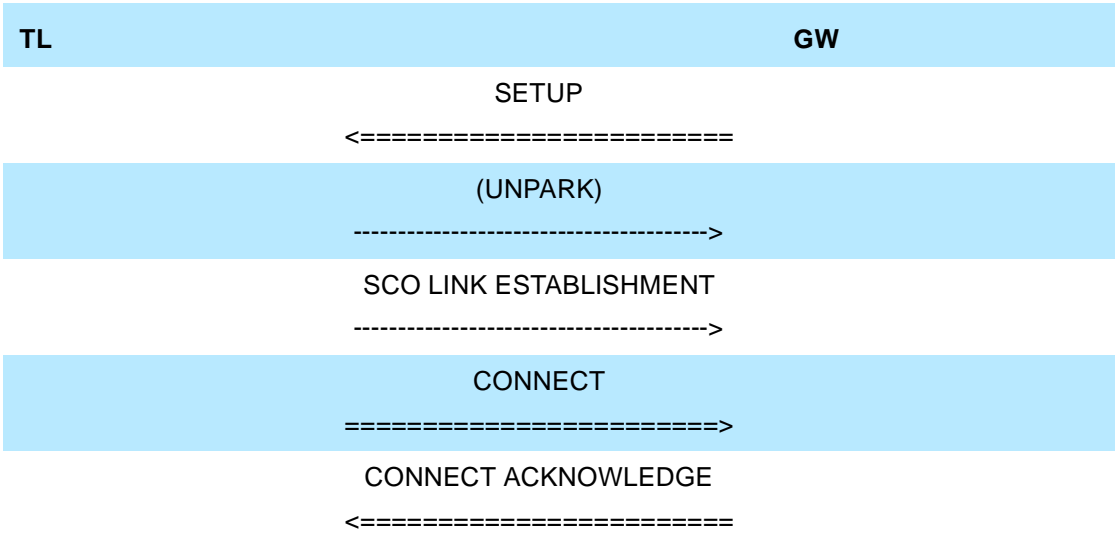 TL GW
SETUP
<========================
(UNPARK)
--------------------------------------->
SCO LINK ESTABLISHMENT
--------------------------------------->
CONNECT
========================>
CONNECT ACKNOWLEDGE
<========================